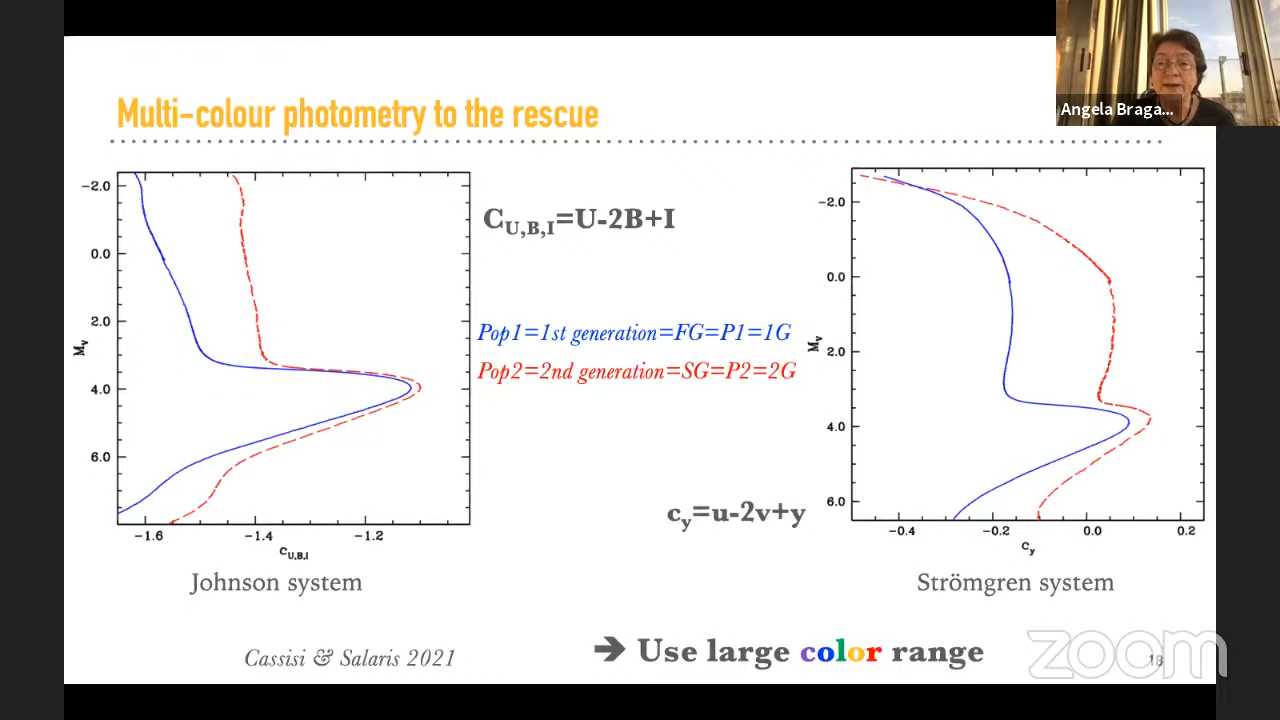 Angela Braga...
Multi-colour photometry to the rescue
−2.0
0.0
2.0
4.0
6.0
Mv
−1.6 −1.4 −1.2
CU,B,I
Johnson system
CU,B,I=U-2B+I
Pop1=1st generation=FG=P1=1G
Pop2=2nd generation=SG=P2=2G
cy=u-2v+y
−2.0
0.0
2.0
4.0
6.0
Mv
−0.4 −0.2 0.0 0.2
Cy
Strömgren system
Cassisi & Salaris 2021
➔ Use large color range
zoom
18